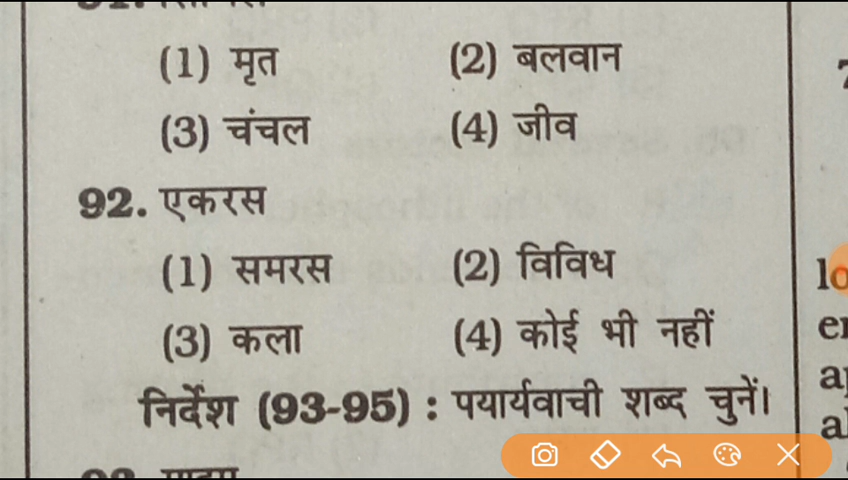 (1) मृत (2) बलवान
(3) चंचल (4) जीव
92. एकरस
(1) समरस (2) विविध
(3) कला (4) कोई भी नहीं
निर्देश (93-95) : पयार्यवाची शब्द चुनें।